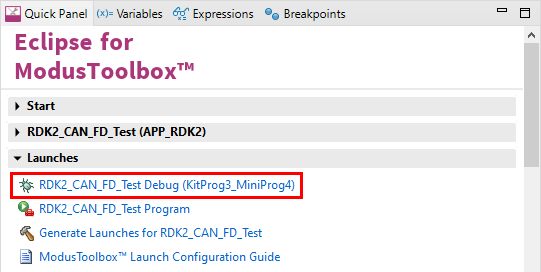 Quick Panel (x)= Variables Expressions Breakpoints
Eclipse for
ModusToolbox™
Start
RDK2_CAN_FD_Test (APP_RDK2)
Launches
RDK2_CAN_FD_Test Debug (KitProg3_MiniProg4)
RDK2_CAN_FD_Test Program
Generate Launches for RDK2_CAN_FD_Test
ModusToolbox™ Launch Configuration Guide